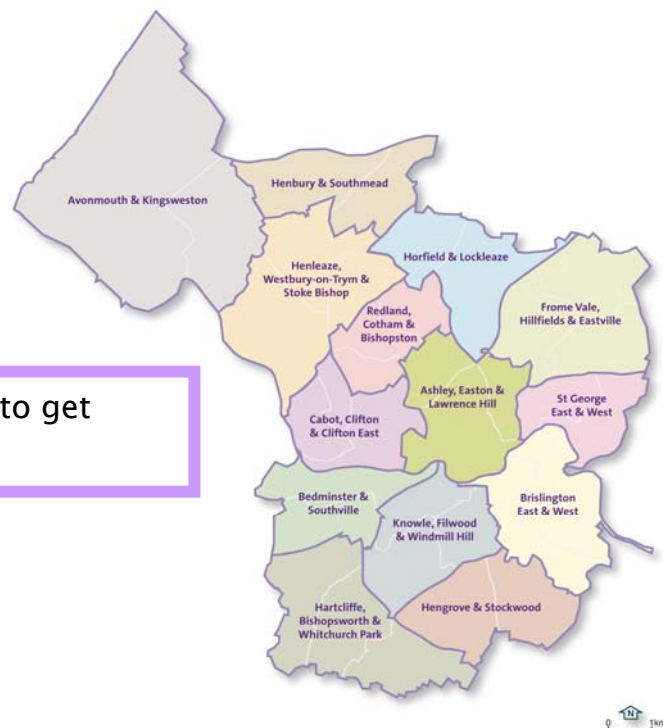 Avonmouth & Kingsweston
Henbury & Southmead
Horfield & Lockleaze
Henleaze,
Westbury-on-Trym &
Stoke Bishop
Frome Vale,
Hillfields & Eastville
Redland,
Cotham &
Bishopston
to get
Ashley, Easton &
Lawrence Hill
St George
East & West
Cabot, Clifton
& Clifton East
Bedminster &
Southville
Brislington
East & West
Knowle, Filwood
& Windmill Hill
Hartcliffe,
Bishopsworth &
Whitchurch Park
Hengrove & Stockwood
N
0 1km